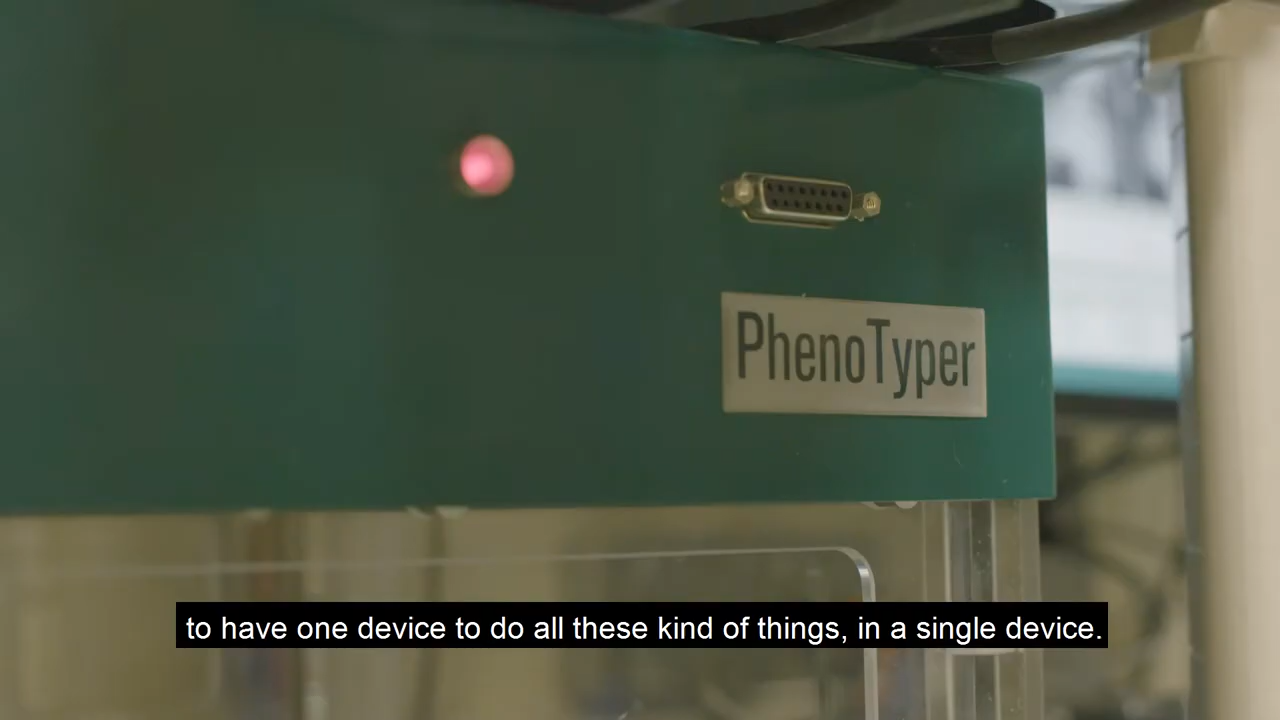 PhenoTyper
to have one device to do all these kind of things, in a single device.